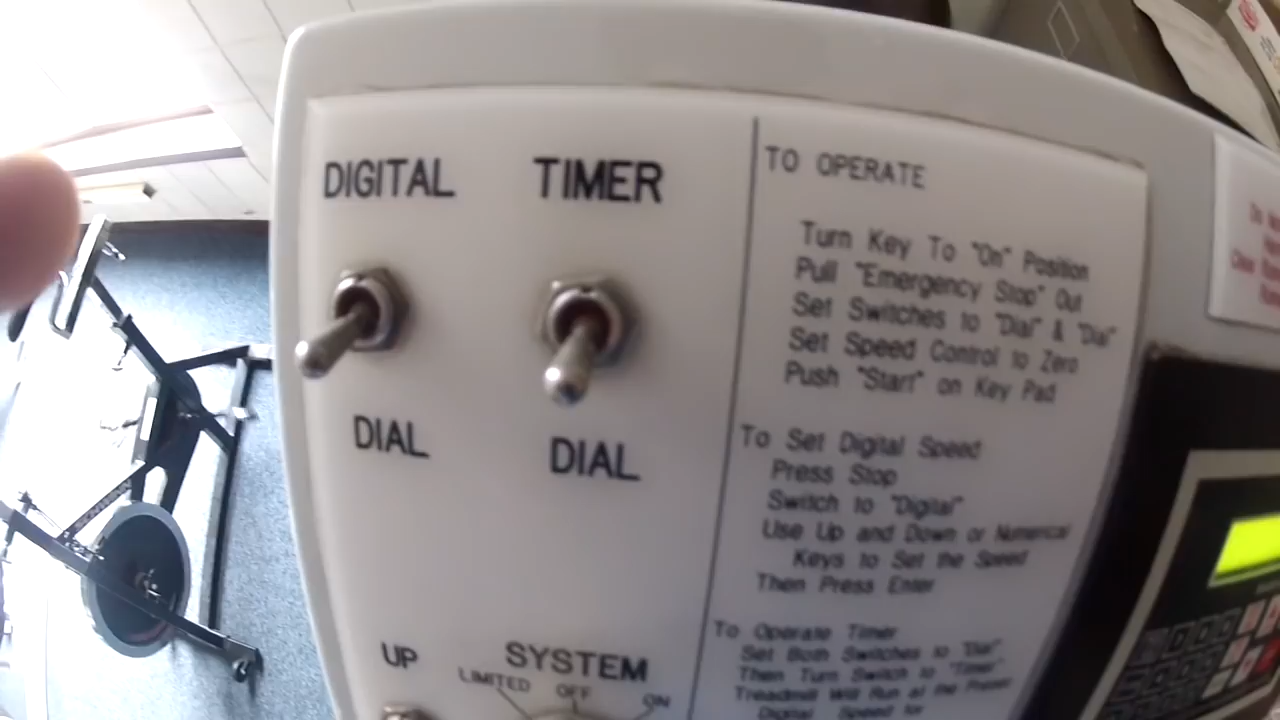 DIGITAL
TIMER
DIAL
DIAL
UP
SYSTEM
LIMITED
OFF
ON
TO OPERATE
Turn Key To "On" Position
Pull "Emergency Stop" Out
Set Switches to "Dial" & "Dial"
Set Speed Control to Zero
Push "Start" on Key Pad
To Set Digital Speed
Press Stop
Switch to "Digital"
Use Up and Down or Numerical
Keys to Set the Speed
Then Press Enter
To Operate Timer
Set Both Switches to "Dial"
Then Turn Switch to "Timer"
Treadmill Will Run at the Preset
Digital Speed for
SCHWINN